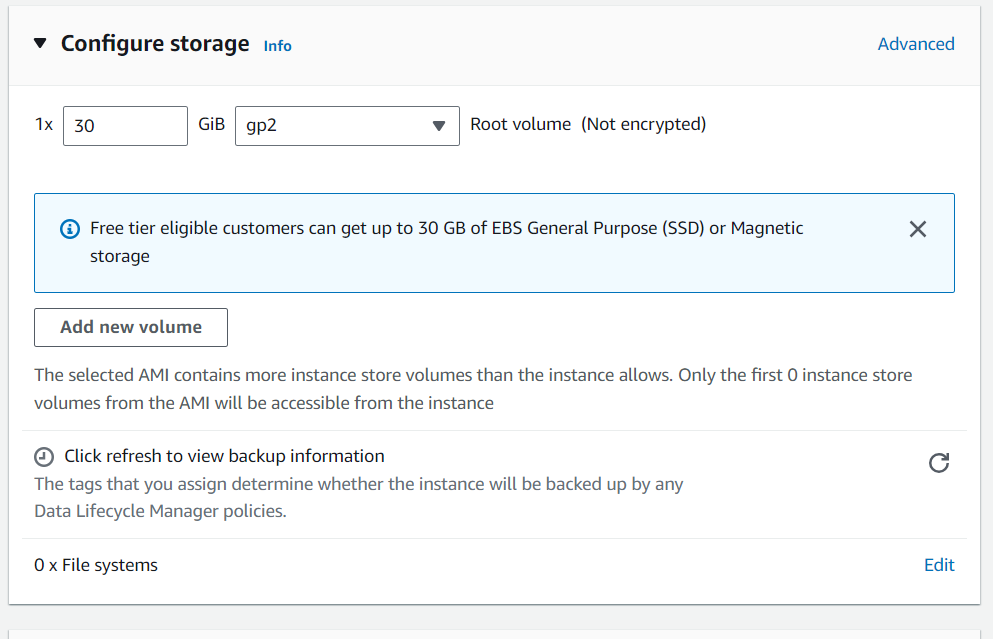 Configure storage Info Advanced
1x 30 GiB gp2 Root volume (Not encrypted)
Free tier eligible customers can get up to 30 GB of EBS General Purpose (SSD) or Magnetic
storage
Add new volume
The selected AMI contains more instance store volumes than the instance allows. Only the first 0 instance store
volumes from the AMI will be accessible from the instance
Click refresh to view backup information
The tags that you assign determine whether the instance will be backed up by any
Data Lifecycle Manager policies.
0 x File systems Edit